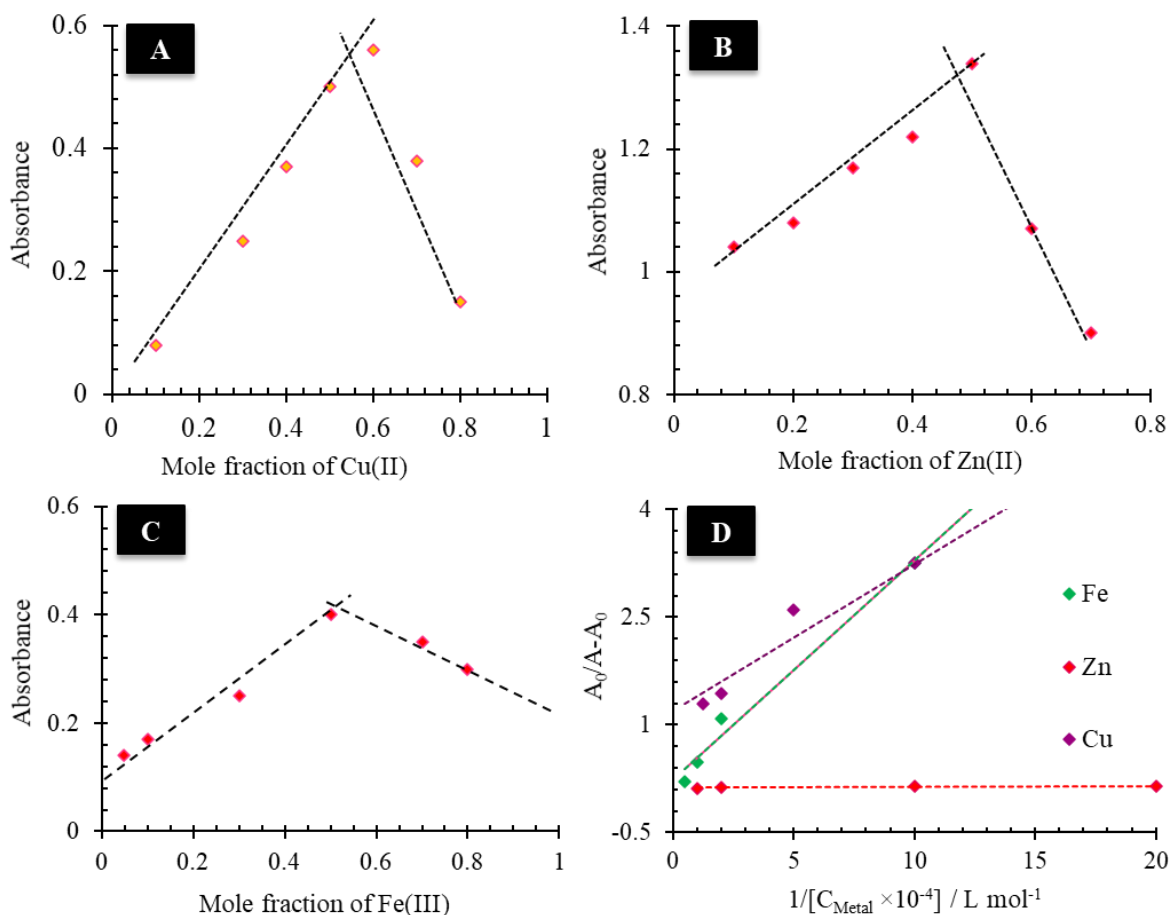 A
Absorbance
0.6
0.4
0.2
0
0 0.2 0.4 0.6 0.8 1
Mole fraction of Cu(II)
B
Absorbance
1.4
1.2
1
0.8
0 0.2 0.4 0.6 0.8
Mole fraction of Zn(II)
C
Absorbance
0.6
0.4
0.2
0
0 0.2 0.4 0.6 0.8 1
Mole fraction of Fe(III)
D
A₀/A-A₀
4
2.5
1
-0.5
0 5 10 15 20
1/[C_Metal ×10⁻⁴] / L mol⁻¹
Fe
Zn
Cu